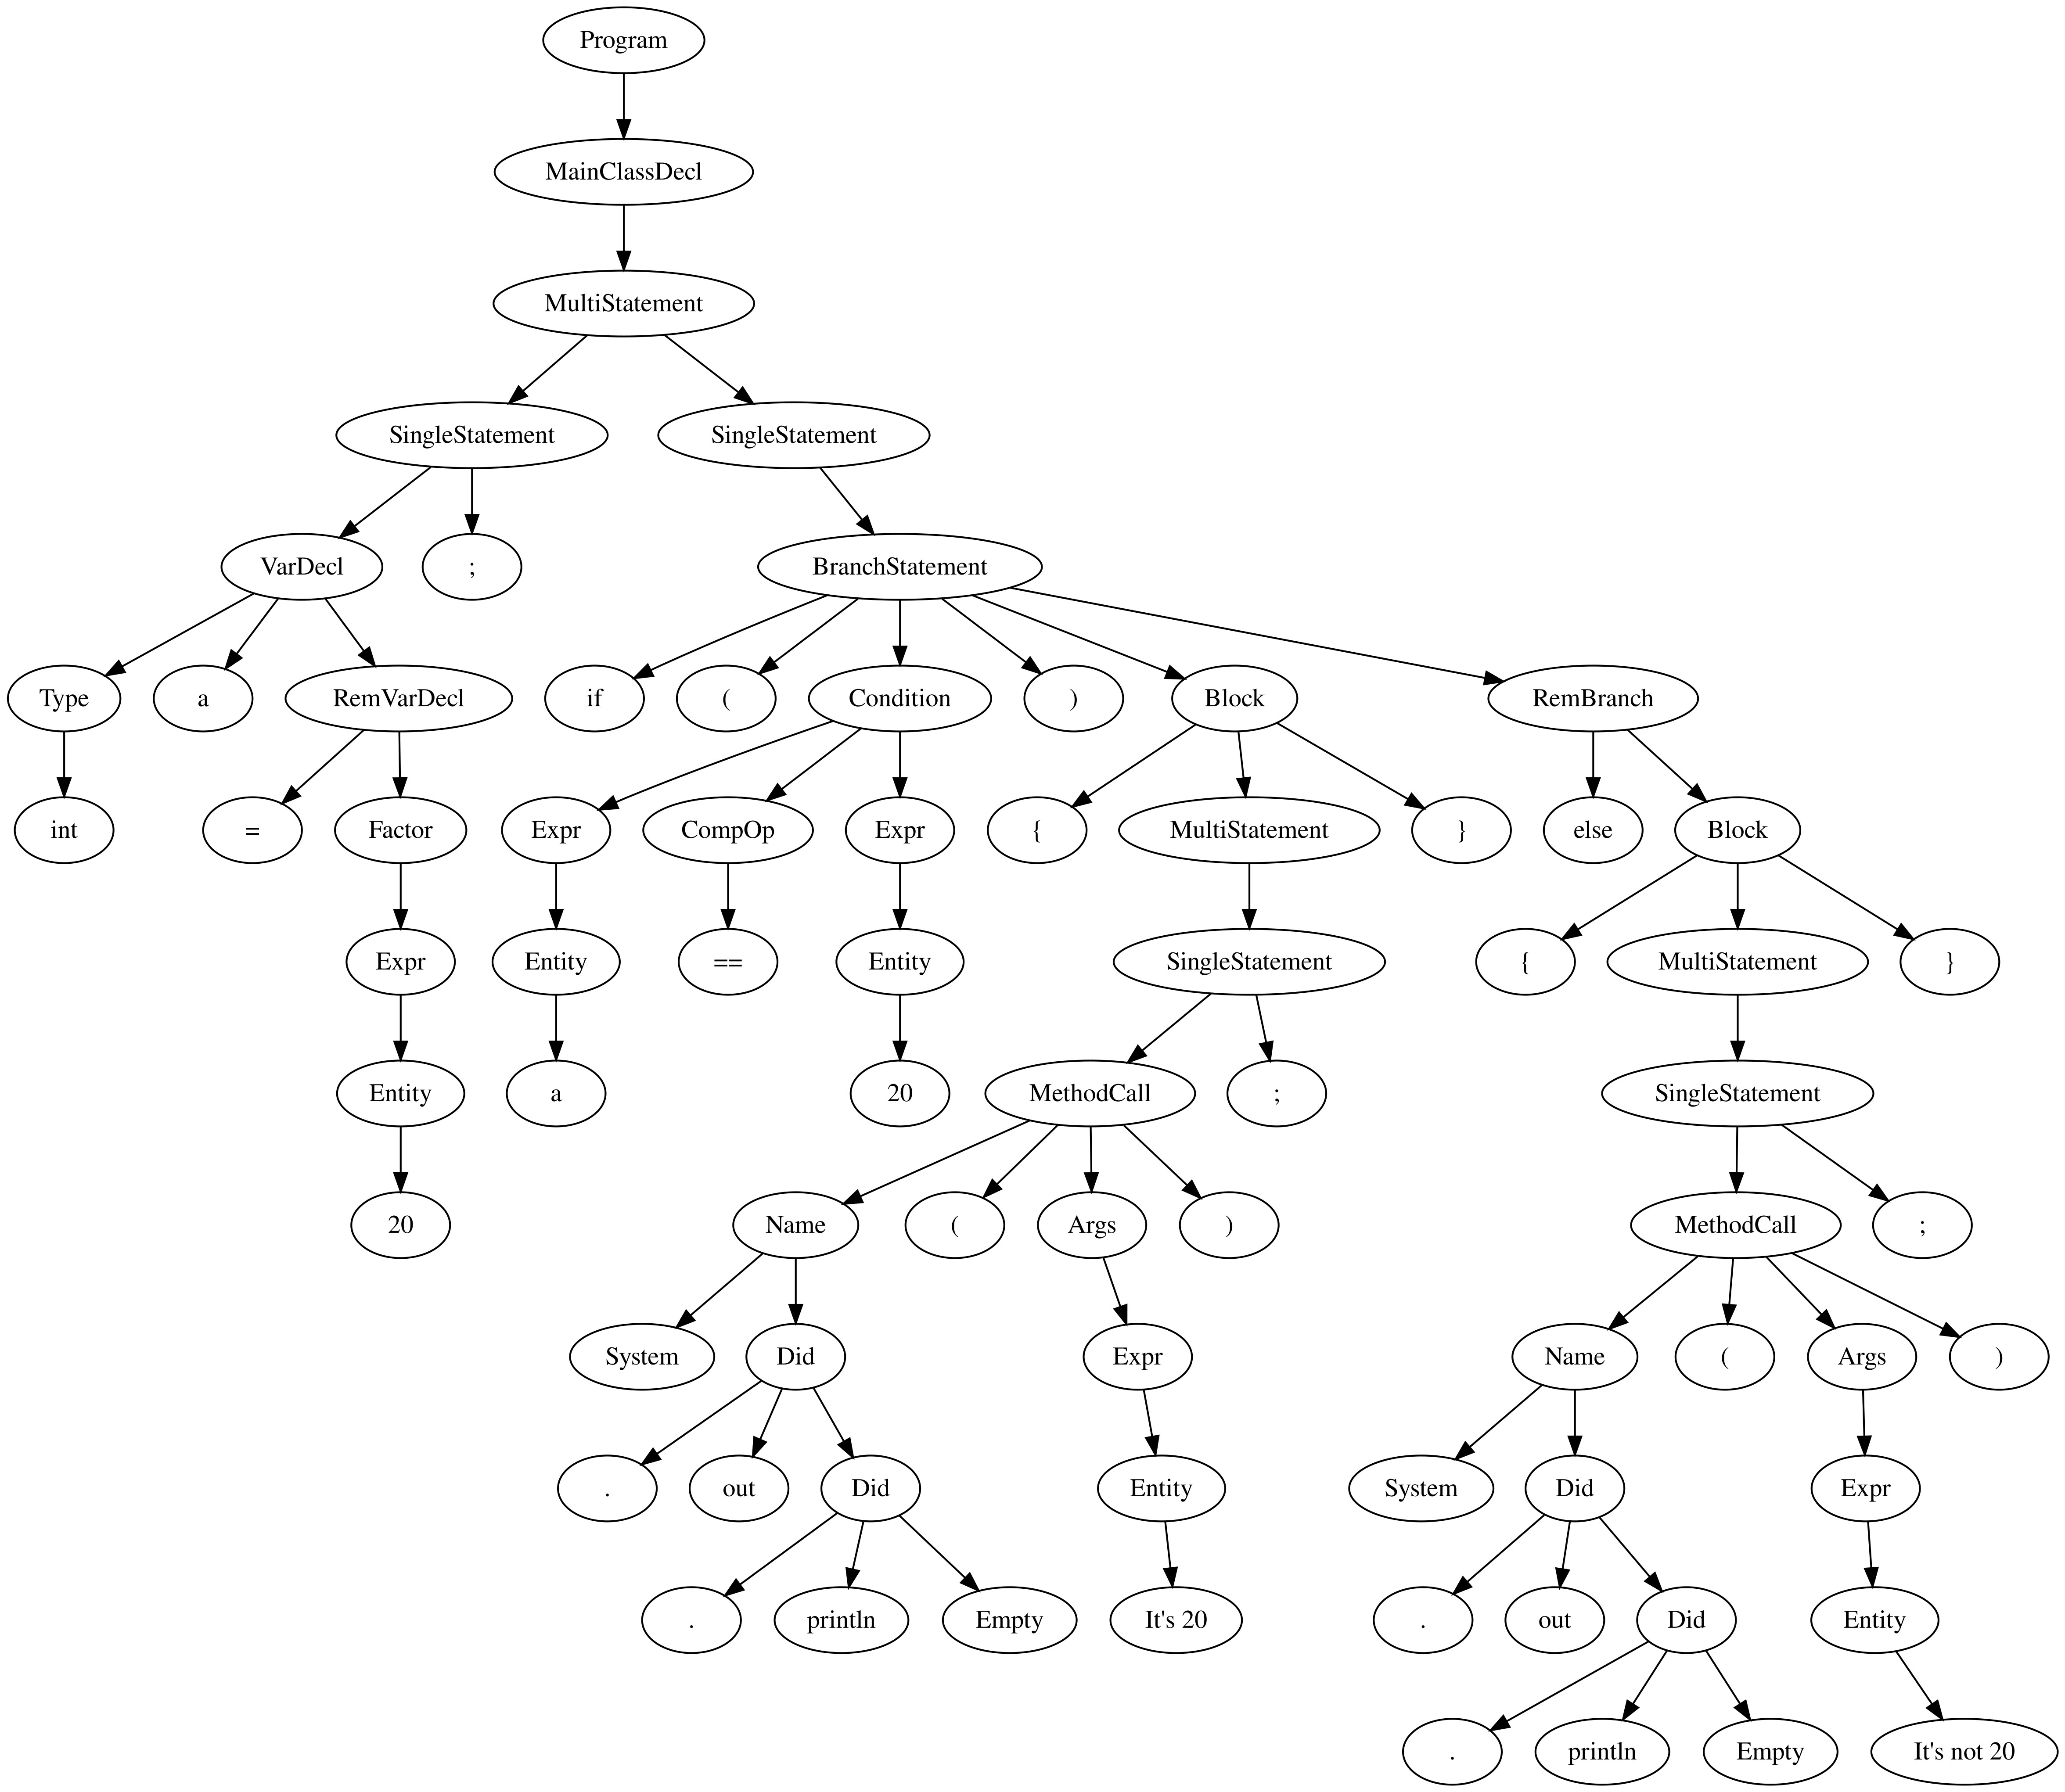 Program
MainClassDecl
MultiStatement
SingleStatement
SingleStatement
VarDecl
;
BranchStatement
Type
a
RemVarDecl
if
(
Condition
)
Block
RemBranch
int
=
Factor
Expr
CompOp
Expr
{
MultiStatement
}
else
Block
Expr
Entity
==
Entity
SingleStatement
{
MultiStatement
}
Entity
a
20
MethodCall
;
SingleStatement
20
Name
(
Args
)
MethodCall
;
System
Did
Expr
Name
(
Args
)
.
out
Did
Entity
System
Did
Expr
.
println
Empty
It's 20
.
out
Did
Entity
.
println
Empty
It's not 20